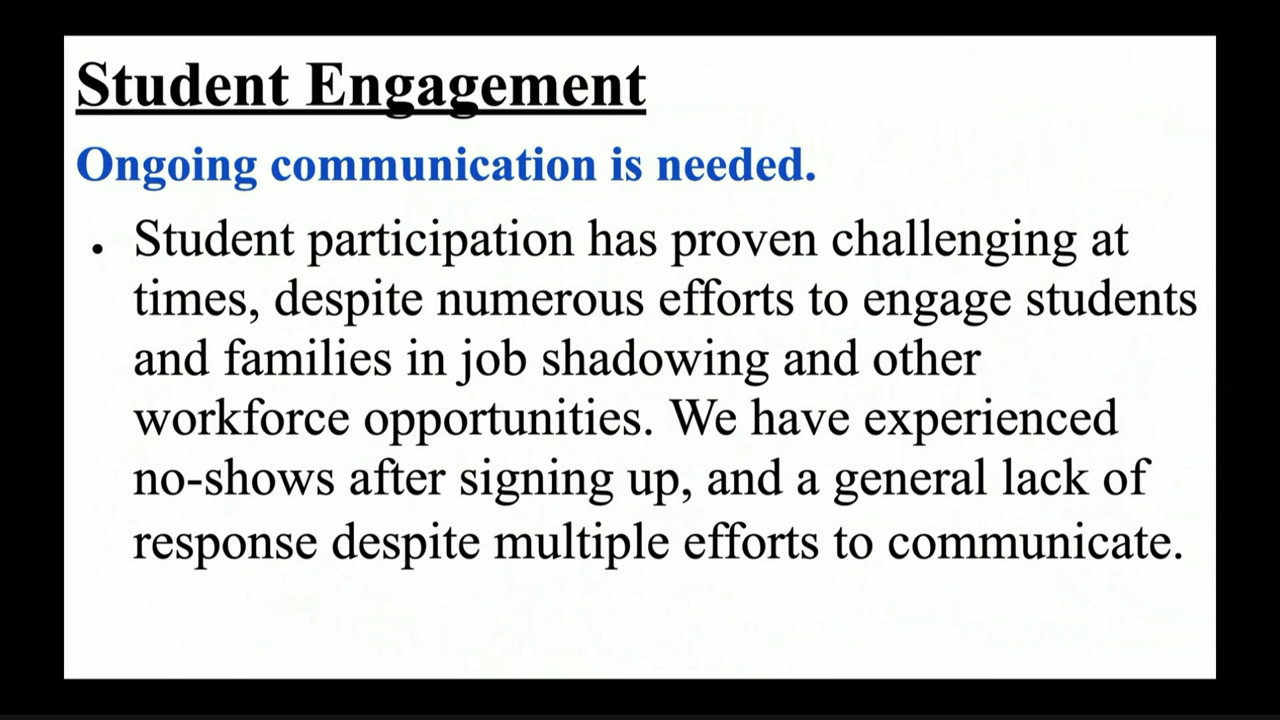 Student Engagement
Ongoing communication is needed.
• Student participation has proven challenging at
times, despite numerous efforts to engage students
and families in job shadowing and other
workforce opportunities. We have experienced
no-shows after signing up, and a general lack of
response despite multiple efforts to communicate.